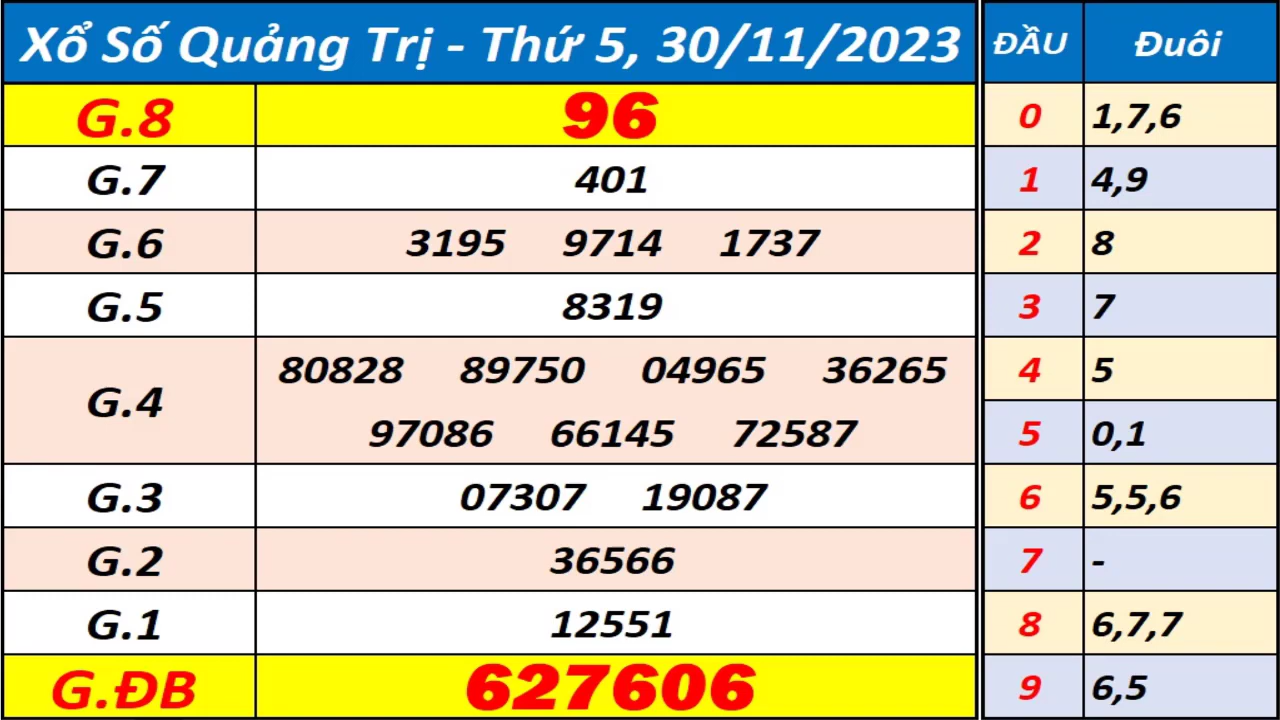 Xổ Số Quảng Trị - Thứ 5, 30/11/2023 ĐẦU Đuôi
G.8 96 0 1,7,6
G.7 401 1 4,9
G.6 3195 9714 1737 2 8
G.5 8319 3 7
G.4 80828 89750 04965 36265 4 5
97086 66145 72587 5 0,1
G.3 07307 19087 6 5,5,6
G.2 36566 7 -
G.1 12551 8 6,7,7
G.ĐB 627606 9 6,5